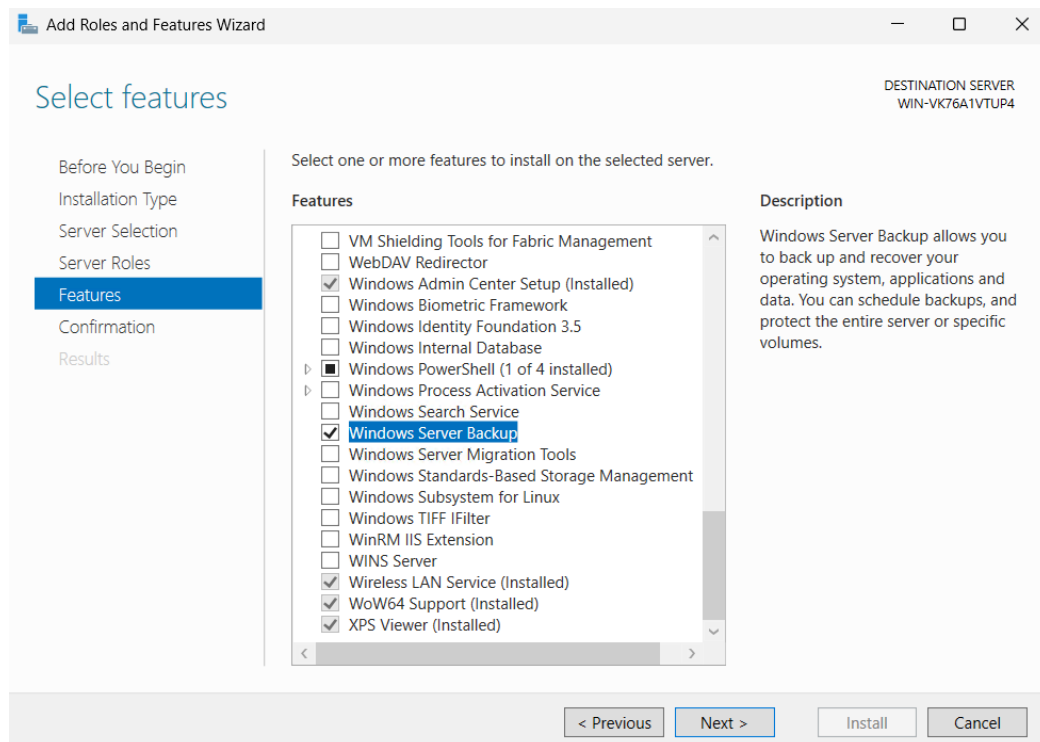 Add Roles and Features Wizard
Select features
DESTINATION SERVER
WIN-VK76A1VTUP4
Before You Begin
Installation Type
Server Selection
Server Roles
Features
Confirmation
Results
Select one or more features to install on the selected server.
Features
VM Shielding Tools for Fabric Management
WebDAV Redirector
Windows Admin Center Setup (Installed)
Windows Biometric Framework
Windows Identity Foundation 3.5
Windows Internal Database
Windows PowerShell (1 of 4 installed)
Windows Process Activation Service
Windows Search Service
Windows Server Backup
Windows Server Migration Tools
Windows Standards-Based Storage Management
Windows Subsystem for Linux
Windows TIFF IFilter
WinRM IIS Extension
WINS Server
Wireless LAN Service (Installed)
WoW64 Support (Installed)
XPS Viewer (Installed)
Description
Windows Server Backup allows you
to back up and recover your
operating system, applications and
data. You can schedule backups, and
protect the entire server or specific
volumes.
< Previous
Next >
Install
Cancel